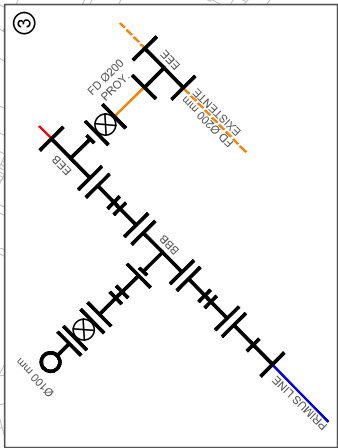 3
EEE
FD Ø200
PROY.
FD Ø200 mm
EXISTENTE
EEB
BBB
Ø100 mm
PRIMUS LINE